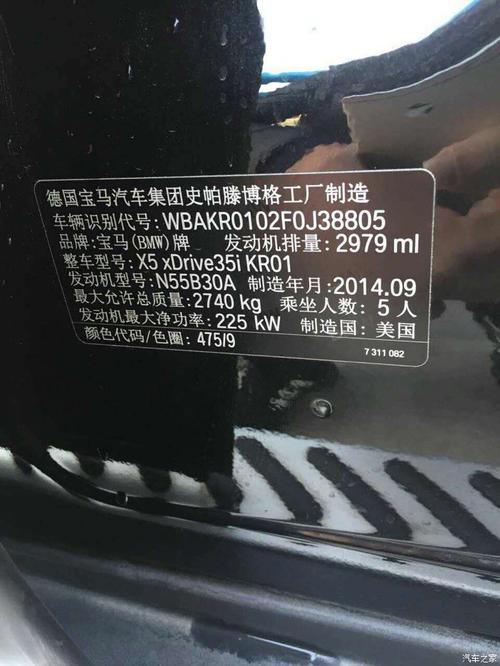 德国宝马汽车集团史帕滕博格工厂制造
车辆识别代号: WBAKR0102F0J38805
品牌: 宝马(BMW)牌 发动机排量: 2979 ml
整车型号: X5 xDrive35i KR01
发动机型号: N55B30A 制造年月: 2014.09
最大允许总质量: 2740 kg 乘坐人数: 5 人
发动机最大净功率: 225 kW 制造国: 美国
颜色代码/色圈: 475/9
7 311 082
汽车之家